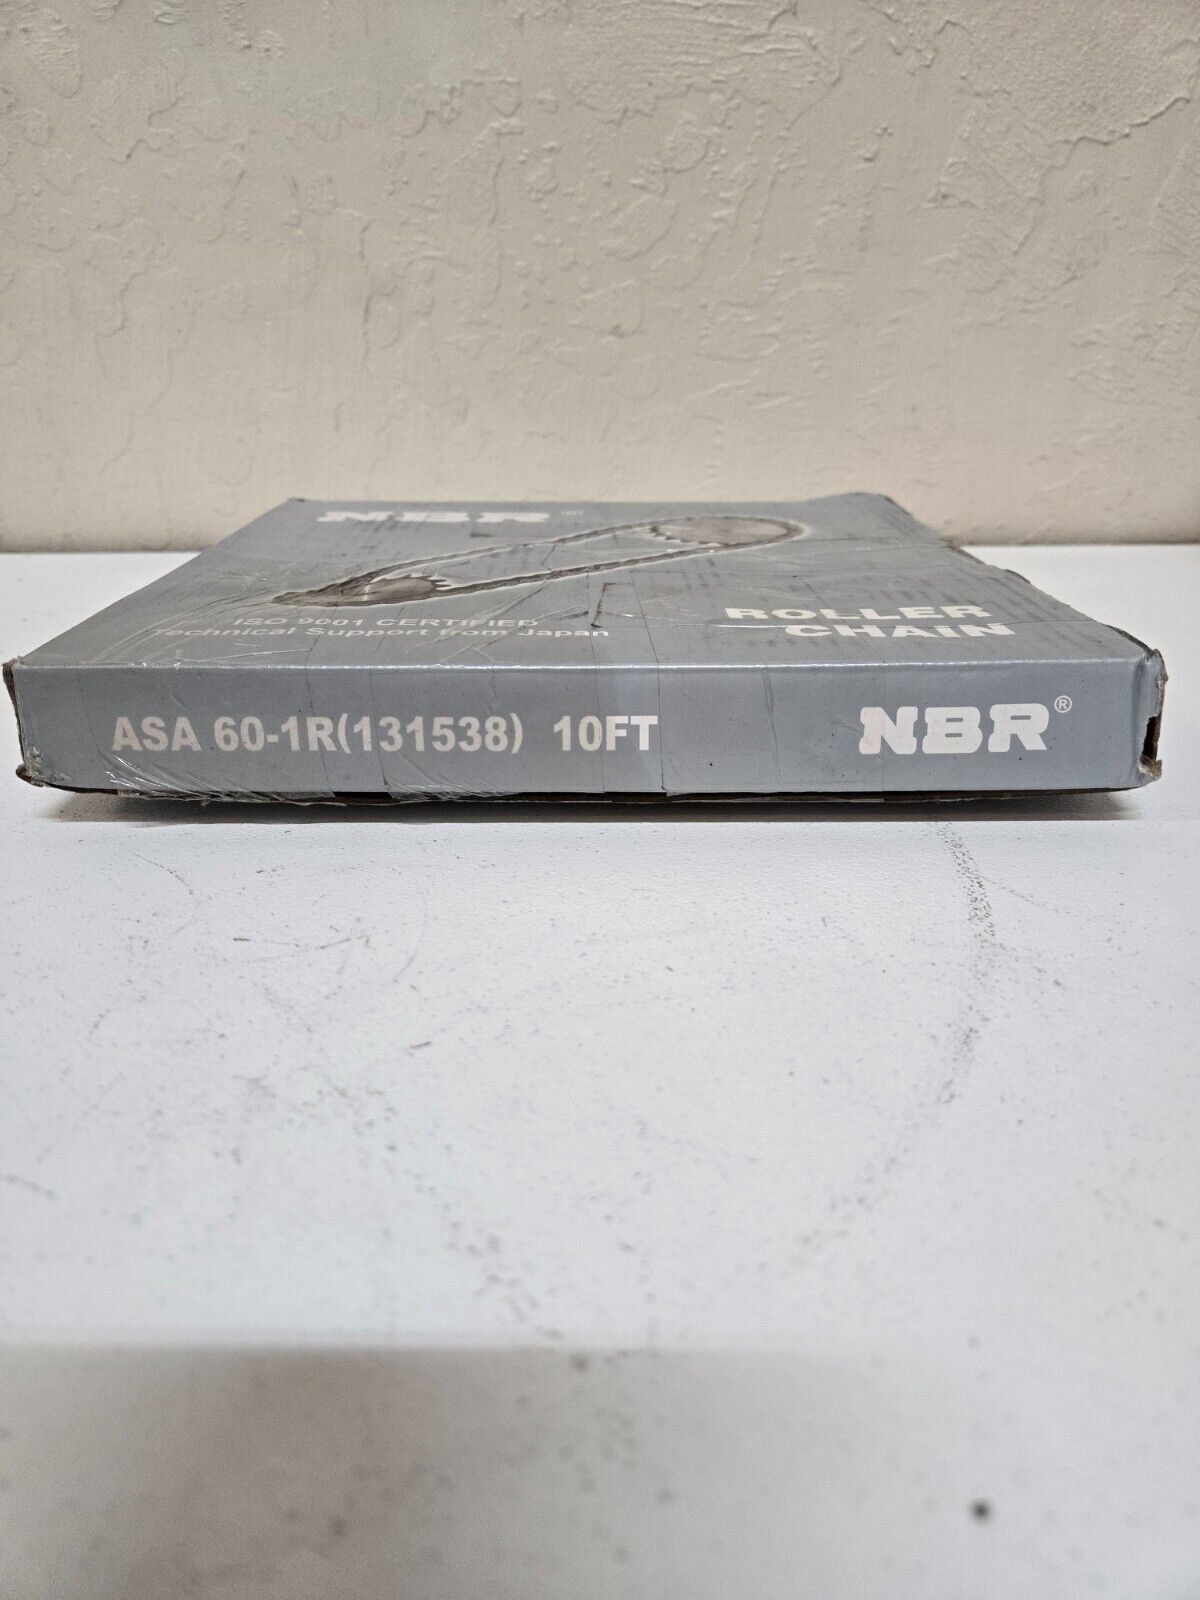 NBR ®
ISO 9001 CERTIFIED
Technical Support from Japan
ROLLER
CHAIN
ASA 60-1R(131538) 10FT
NBR®